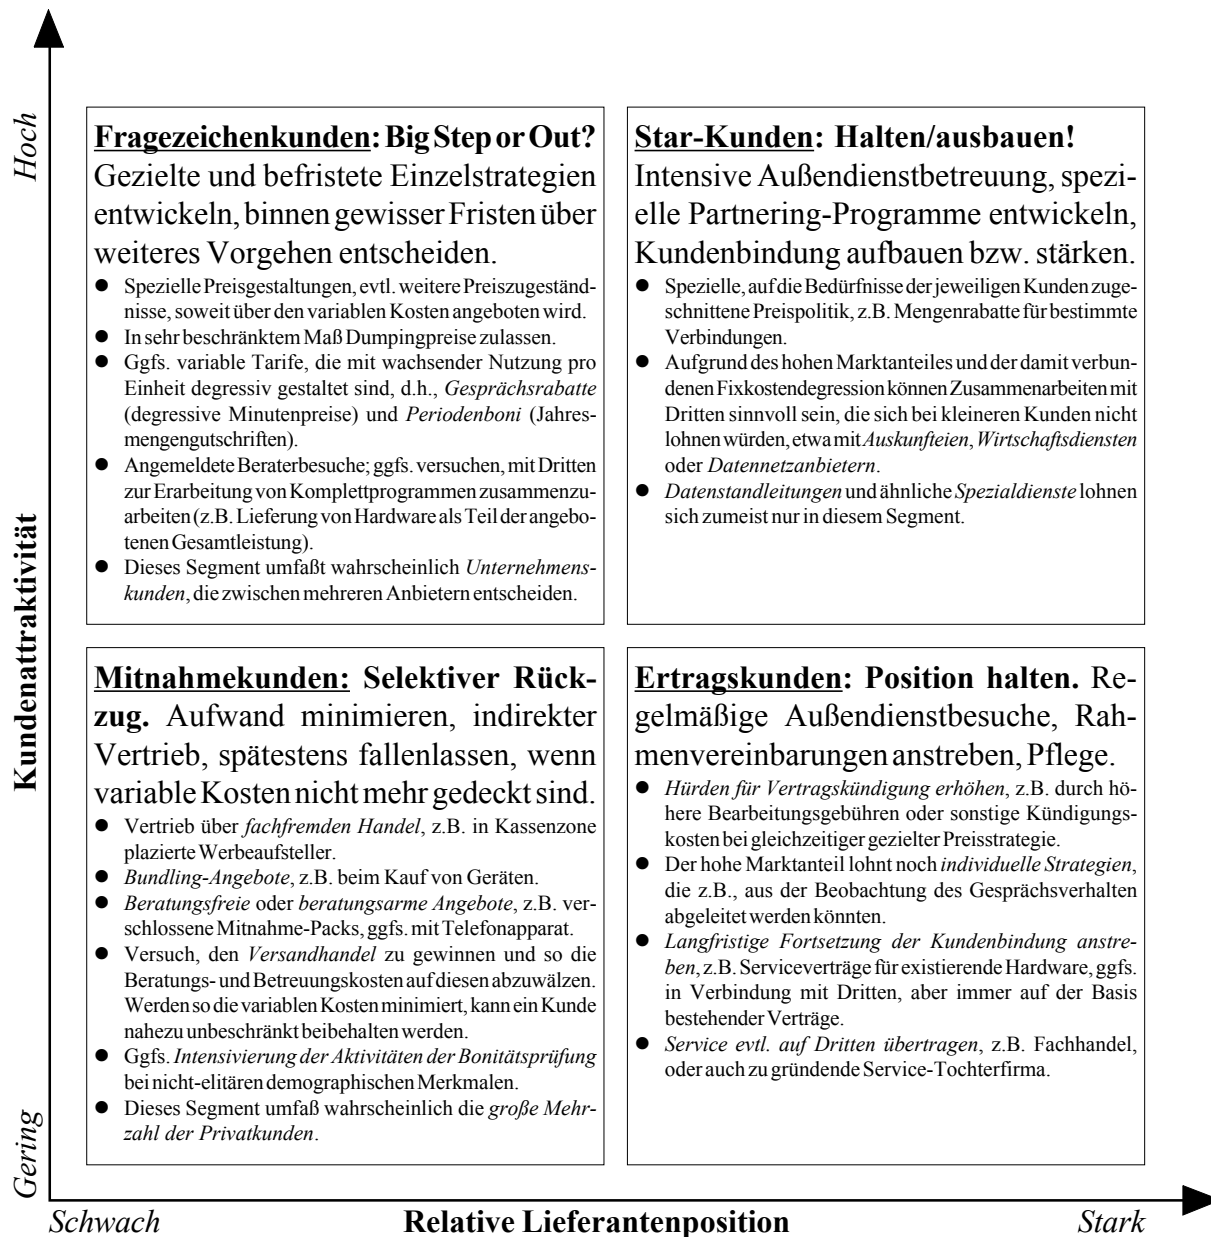 Hoch
Kundenattraktivität
Gering
Fragezeichenkunden: Big Step or Out?
Gezielte und befristete Einzelstrategien
entwickeln, binnen gewisser Fristen über
weiteres Vorgehen entscheiden.
● Spezielle Preisgestaltungen, evtl. weitere Preiszugeständ-
nisse, soweit über den variablen Kosten angeboten wird.
● In sehr beschränktem Maß Dumpingpreise zulassen.
● Ggfs. variable Tarife, die mit wachsender Nutzung pro
Einheit degressiv gestaltet sind, d.h., Gesprächsrabatte
(degressive Minutenpreise) und Periodenboni (Jahres-
mengengutschriften).
● Angemeldete Beraterbesuche; ggfs. versuchen, mit Dritten
zur Erarbeitung von Komplettprogrammen zusammenzu-
arbeiten (z.B. Lieferung von Hardware als Teil der angebo-
tenen Gesamtleistung).
● Dieses Segment umfaßt wahrscheinlich Unternehmens-
kunden, die zwischen mehreren Anbietern entscheiden.
Star-Kunden: Halten/ausbauen!
Intensive Außendienstbetreuung, spezi-
elle Partnering-Programme entwickeln,
Kundenbindung aufbauen bzw. stärken.
● Spezielle, auf die Bedürfnisse der jeweiligen Kunden zuge-
schnittene Preispolitik, z.B. Mengenrabatte für bestimmte
Verbindungen.
● Aufgrund des hohen Marktanteiles und der damit verbun-
denen Fixkostendegression können Zusammenarbeiten mit
Dritten sinnvoll sein, die sich bei kleineren Kunden nicht
lohnen würden, etwa mit Auskunfteien, Wirtschaftsdiensten
oder Datennetzanbietern.
● Datenstandleitungen und ähnliche Spezialdienste lohnen
sich zumeist nur in diesem Segment.
Mitnahmekunden: Selektiver Rück-
zug. Aufwand minimieren, indirekter
Vertrieb, spätestens fallenlassen, wenn
variable Kosten nicht mehr gedeckt sind.
● Vertrieb über fachfremden Handel, z.B. in Kassenzone
plazierte Werbeaufsteller.
● Bundling-Angebote, z.B. beim Kauf von Geräten.
● Beratungsfreie oder beratungsarme Angebote, z.B. ver-
schlossene Mitnahme-Packs, ggfs. mit Telefonapparat.
● Versuch, den Versandhandel zu gewinnen und so die
Beratungs- und Betreuungskosten auf diesen abzuwälzen.
Werden so die variablen Kosten minimiert, kann ein Kunde
nahezu unbeschränkt beibehalten werden.
● Ggfs. Intensivierung der Aktivitäten der Bonitätsprüfung
bei nicht-elitären demographischen Merkmalen.
● Dieses Segment umfaß wahrscheinlich die große Mehr-
zahl der Privatkunden.
Ertragskunden: Position halten. Re-
gelmäßige Außendienstbesuche, Rah-
menvereinbarungen anstreben, Pflege.
● Hürden für Vertragskündigung erhöhen, z.B. durch hö-
here Bearbeitungsgebühren oder sonstige Kündigungs-
kosten bei gleichzeitiger gezielter Preisstrategie.
● Der hohe Marktanteil lohnt noch individuelle Strategien,
die z.B., aus der Beobachtung des Gesprächsverhalten
abgeleitet werden könnten.
● Langfristige Fortsetzung der Kundenbindung anstre-
ben, z.B. Serviceverträge für existierende Hardware, ggfs.
in Verbindung mit Dritten, aber immer auf der Basis
bestehender Verträge.
● Service evtl. auf Dritten übertragen, z.B. Fachhandel,
oder auch zu gründende Service-Tochterfirma.
Schwach
Relative Lieferantenposition
Stark